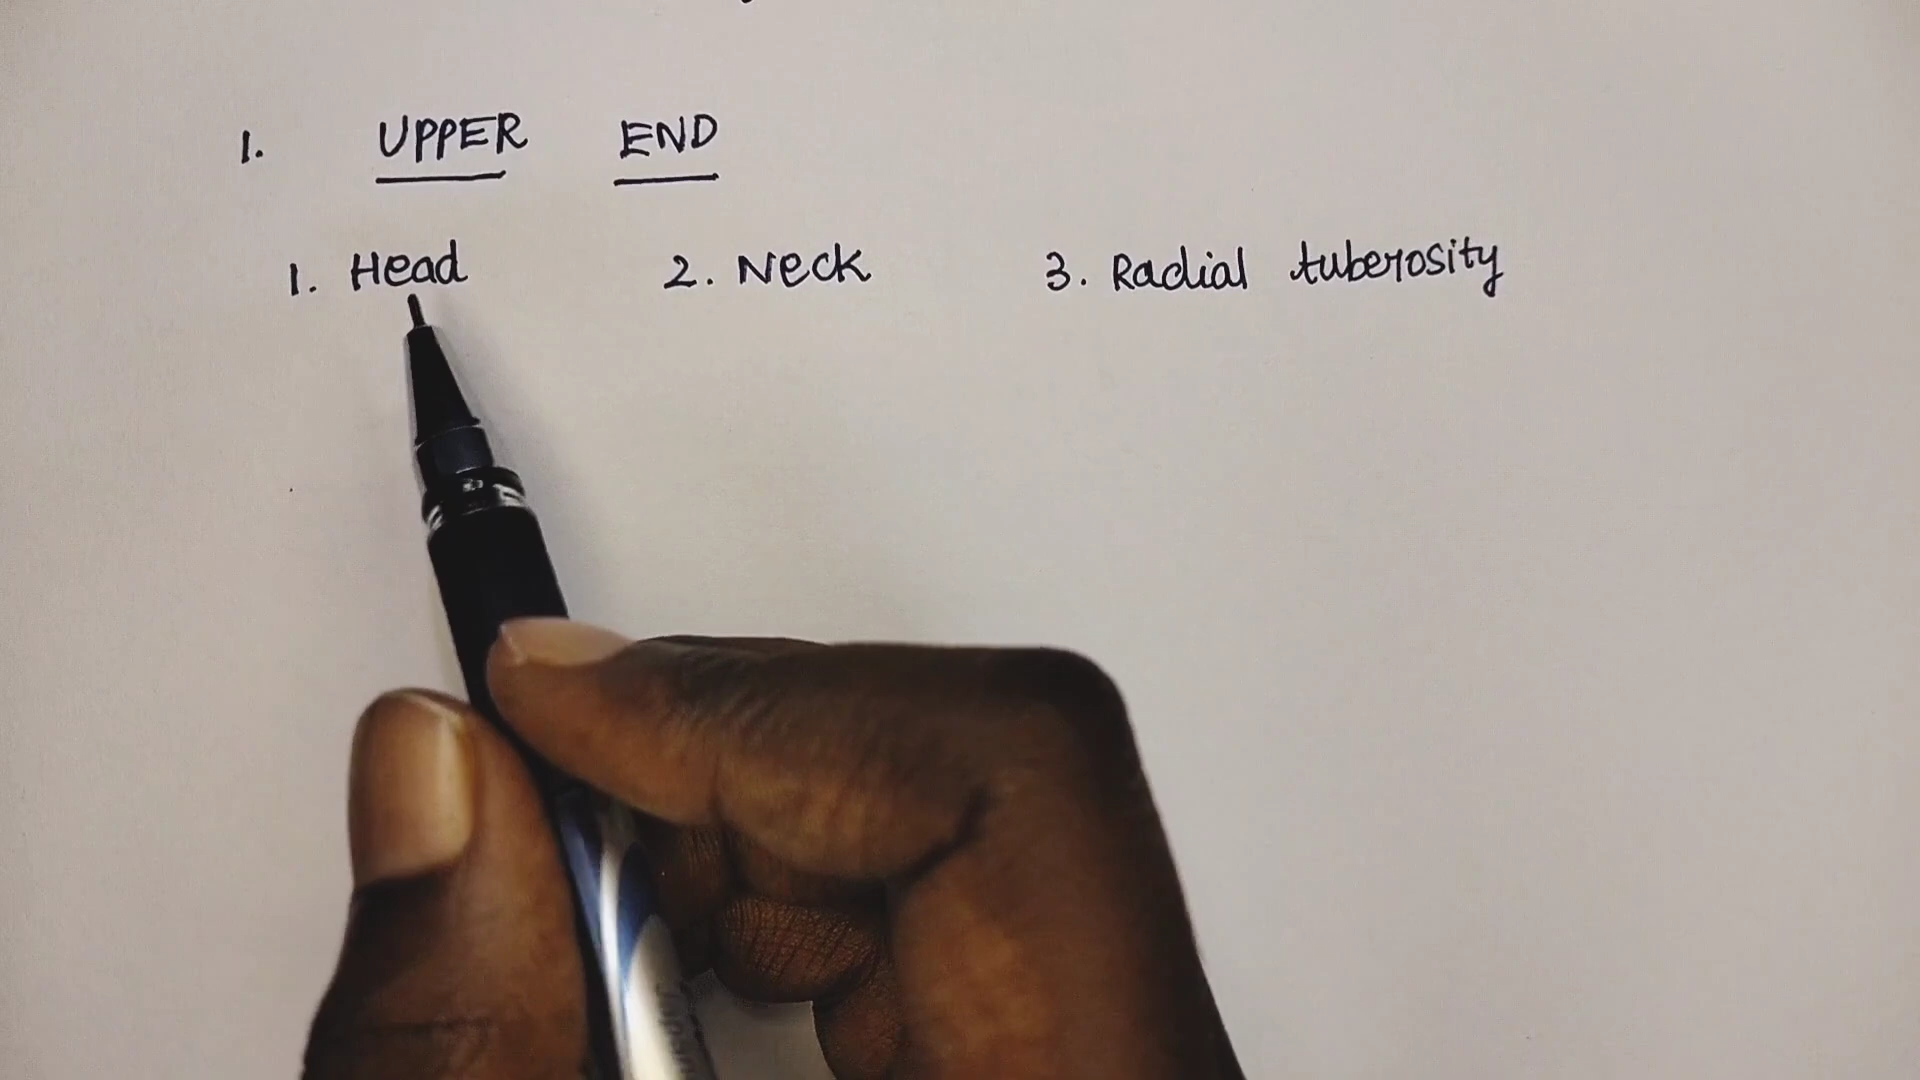 1. UPPER END
1. Head 2. Neck 3. Radial tuberosity